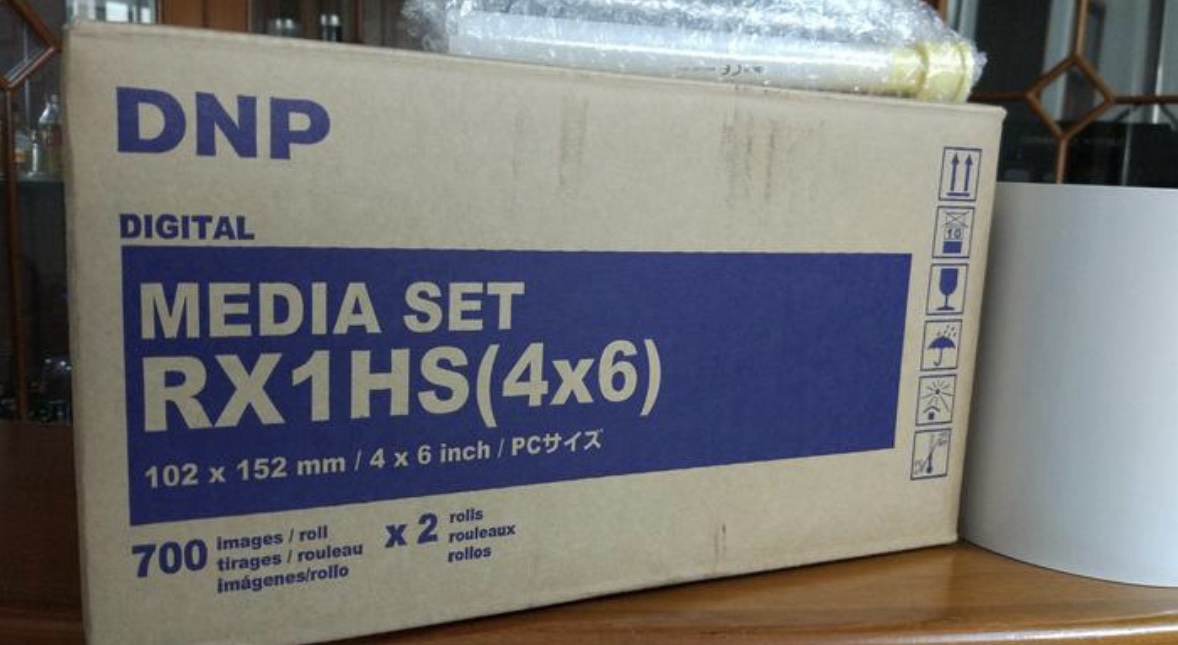 DNP
DIGITAL
MEDIA SET
RX1HS(4x6)
102 x 152 mm / 4 x 6 inch / PCサイズ
700 images / roll
tirages / rouleau
imágenes/rollo
x 2 rolls
rouleaux
rollos
10